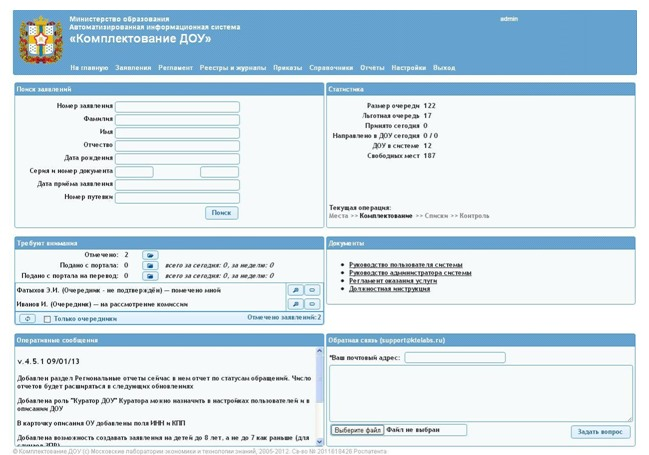 Министерство образования
Автоматизированная информационная система
«Комплектование ДОУ»
admin
На главную Заявления Регламент Реестры и журналы Приказы Справочники Отчёты Настройки Выход
Поиск заявлений
Номер заявления
Фамилия
Имя
Отчество
Дата рождения
Серия и номер документа
Дата приёма заявления
Номер путевки
Поиск
Статистика
Размер очереди 122
Льготная очередь 17
Принято сегодня 0
Направлено в ДОУ сегодня 0 / 0
ДОУ в системе 12
Свободных мест 187
Текущая операция:
Места >> Комплектование >> Списки >> Контроль
Требуют внимания
Отмечено: 2
Подано с портала: 0 всего за сегодня: 0, за неделю: 0
Подано с портала на перевод: 0 всего за сегодня: 0, за неделю: 0
Фатыхов Э.И. (Очередник - не подтверждён) — помечено мной
Иванов И. (Очередник) — на рассмотрение комиссии
Только очередники Отмечено заявлений: 2
Документы
Руководство пользователя системы
Руководство администратора системы
Регламент оказания услуги
Должностная инструкция
Оперативные сообщения
v.4.5.1 09/01/13
Добавлен раздел Региональные отчеты сейчас в нем отчет по статусам обращений. Число
отчетов будет расширяться в следующих обновлениях
Добавлена роль "Куратор ДОУ" Куратора можно назначить в настройках пользователей и в
описании ДОУ
В карточку описания ОУ добавлены поля ИНН и КПП
Добавлена возможность создавать заявления на детей до 8 лет, а не до 7 как раньше (для
Обратная связь (support@klelabs.ru)
*Ваш почтовый адрес:
Выберите файл Файл не выбран
Задать вопрос
© Комплектование ДОУ (с) Московские лаборатории экономики и технологии знаний, 2005-2012. Св-во № 2011616426 Роспатента